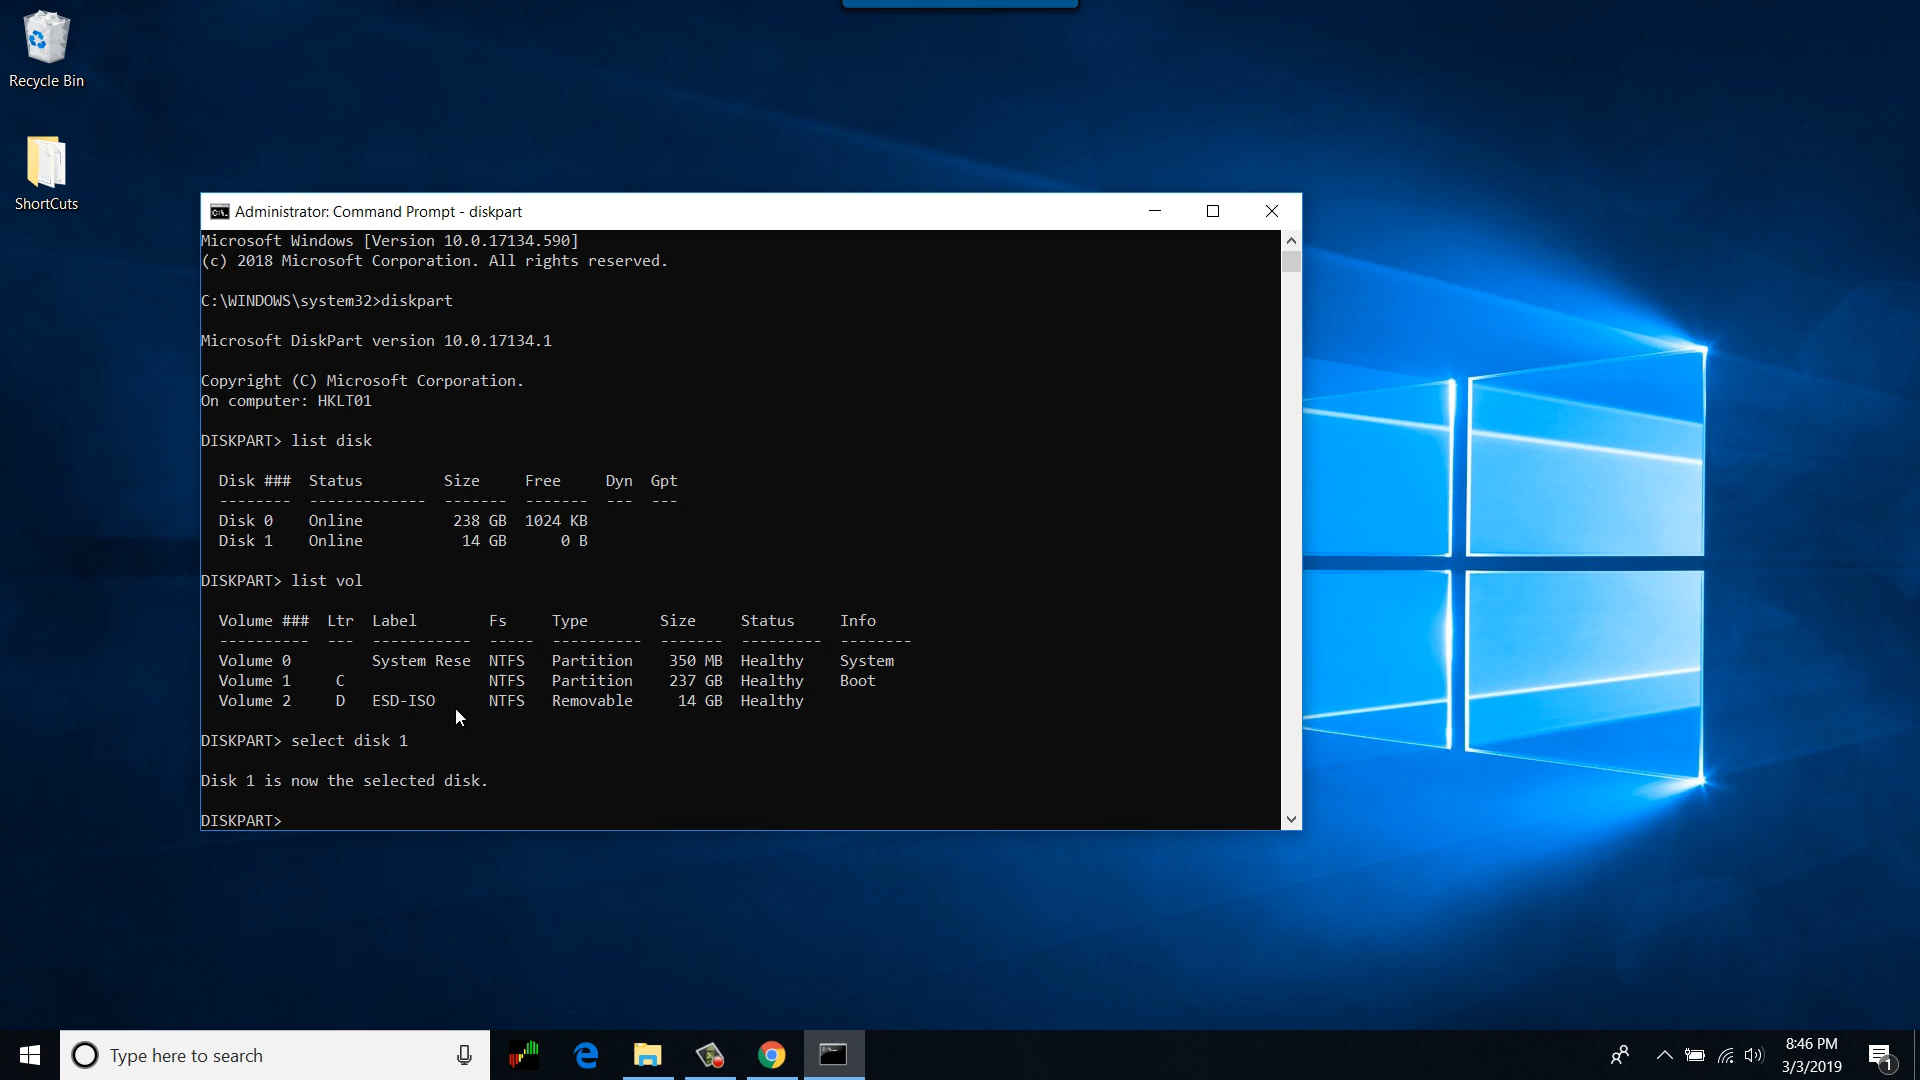 Recycle Bin
ShortCuts
Administrator: Command Prompt - diskpart
Microsoft Windows [Version 10.0.17134.590]
(c) 2018 Microsoft Corporation. All rights reserved.
C:\WINDOWS\system32>diskpart
Microsoft DiskPart version 10.0.17134.1
Copyright (C) Microsoft Corporation.
On computer: HKLT01
DISKPART> list disk
  Disk ###  Status         Size     Free     Dyn  Gpt
  --------  -------------  -------  -------  ---  ---
  Disk 0    Online          238 GB  1024 KB
  Disk 1    Online           14 GB      0 B
DISKPART> list vol
  Volume ###  Ltr  Label        Fs     Type        Size     Status     Info
  ----------  ---  -----------  -----  ----------  -------  ---------  --------
  Volume 0         System Rese  NTFS   Partition    350 MB  Healthy    System
  Volume 1     C                NTFS   Partition    237 GB  Healthy    Boot
  Volume 2     D   ESD-ISO      NTFS   Removable     14 GB  Healthy
DISKPART> select disk 1
Disk 1 is now the selected disk.
DISKPART>
Type here to search
8:46 PM
3/3/2019
1